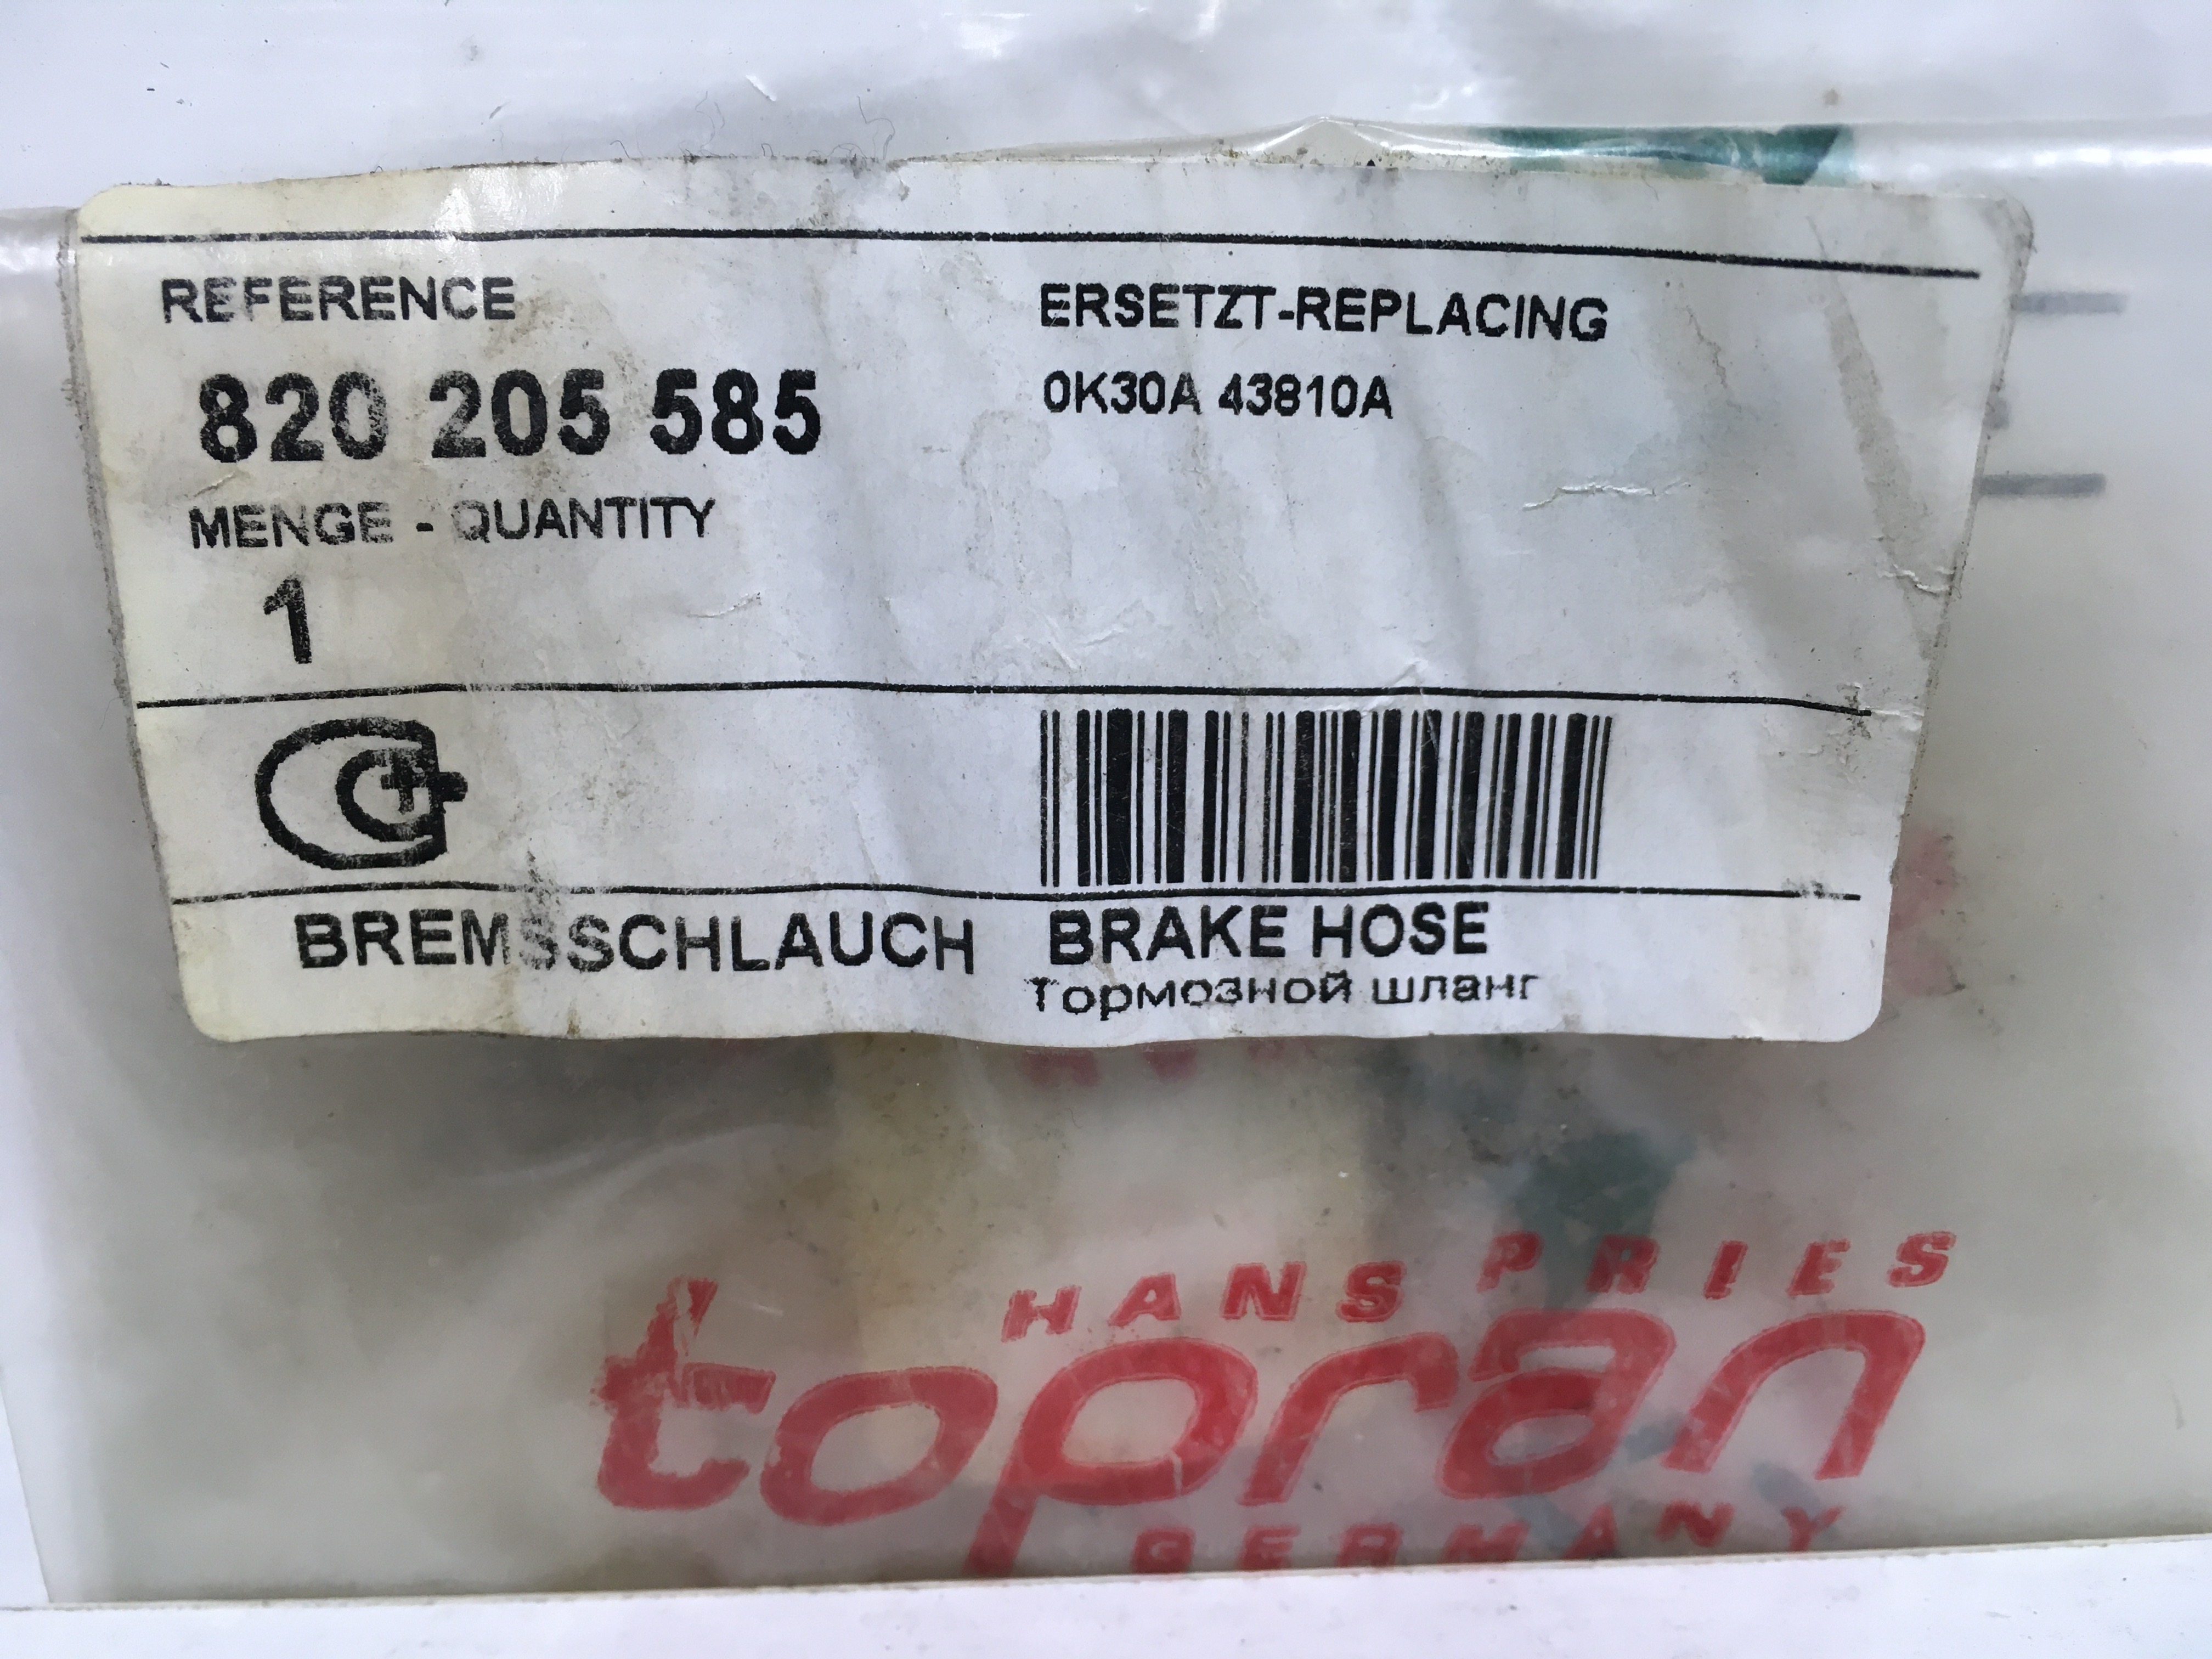 REFERENCE
ERSETZT-REPLACING
820 205 585
0K30A 43810A
MENGE - QUANTITY
1
BREMSSCHLAUCH BRAKE HOSE
Тормозной шланг
HANS PRIES
topran
GERMANY